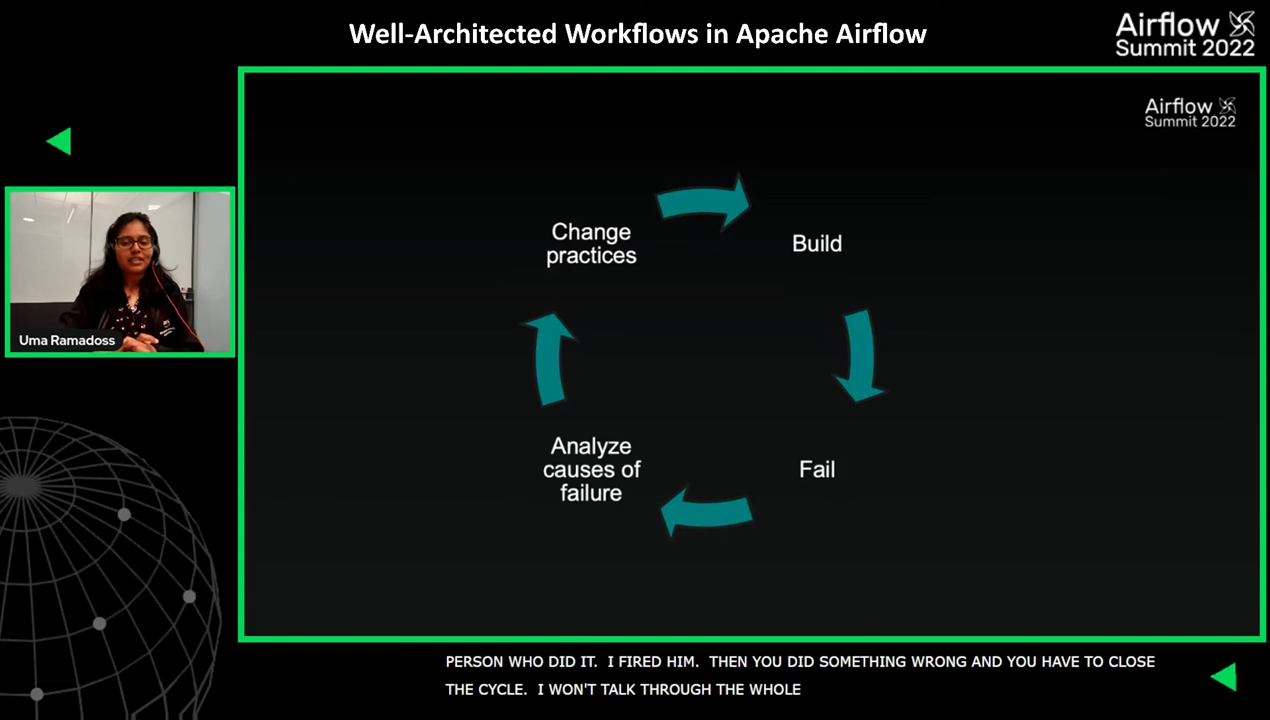 Well-Architected Workflows in Apache Airflow
Airflow
Summit 2022
Airflow
Summit 2022
Change
practices
Build
Uma Ramadoss
Analyze
causes of
failure
Fail
PERSON WHO DID IT. I FIRED HIM. THEN YOU DID SOMETHING WRONG AND YOU HAVE TO CLOSE
THE CYCLE. I WON'T TALK THROUGH THE WHOLE